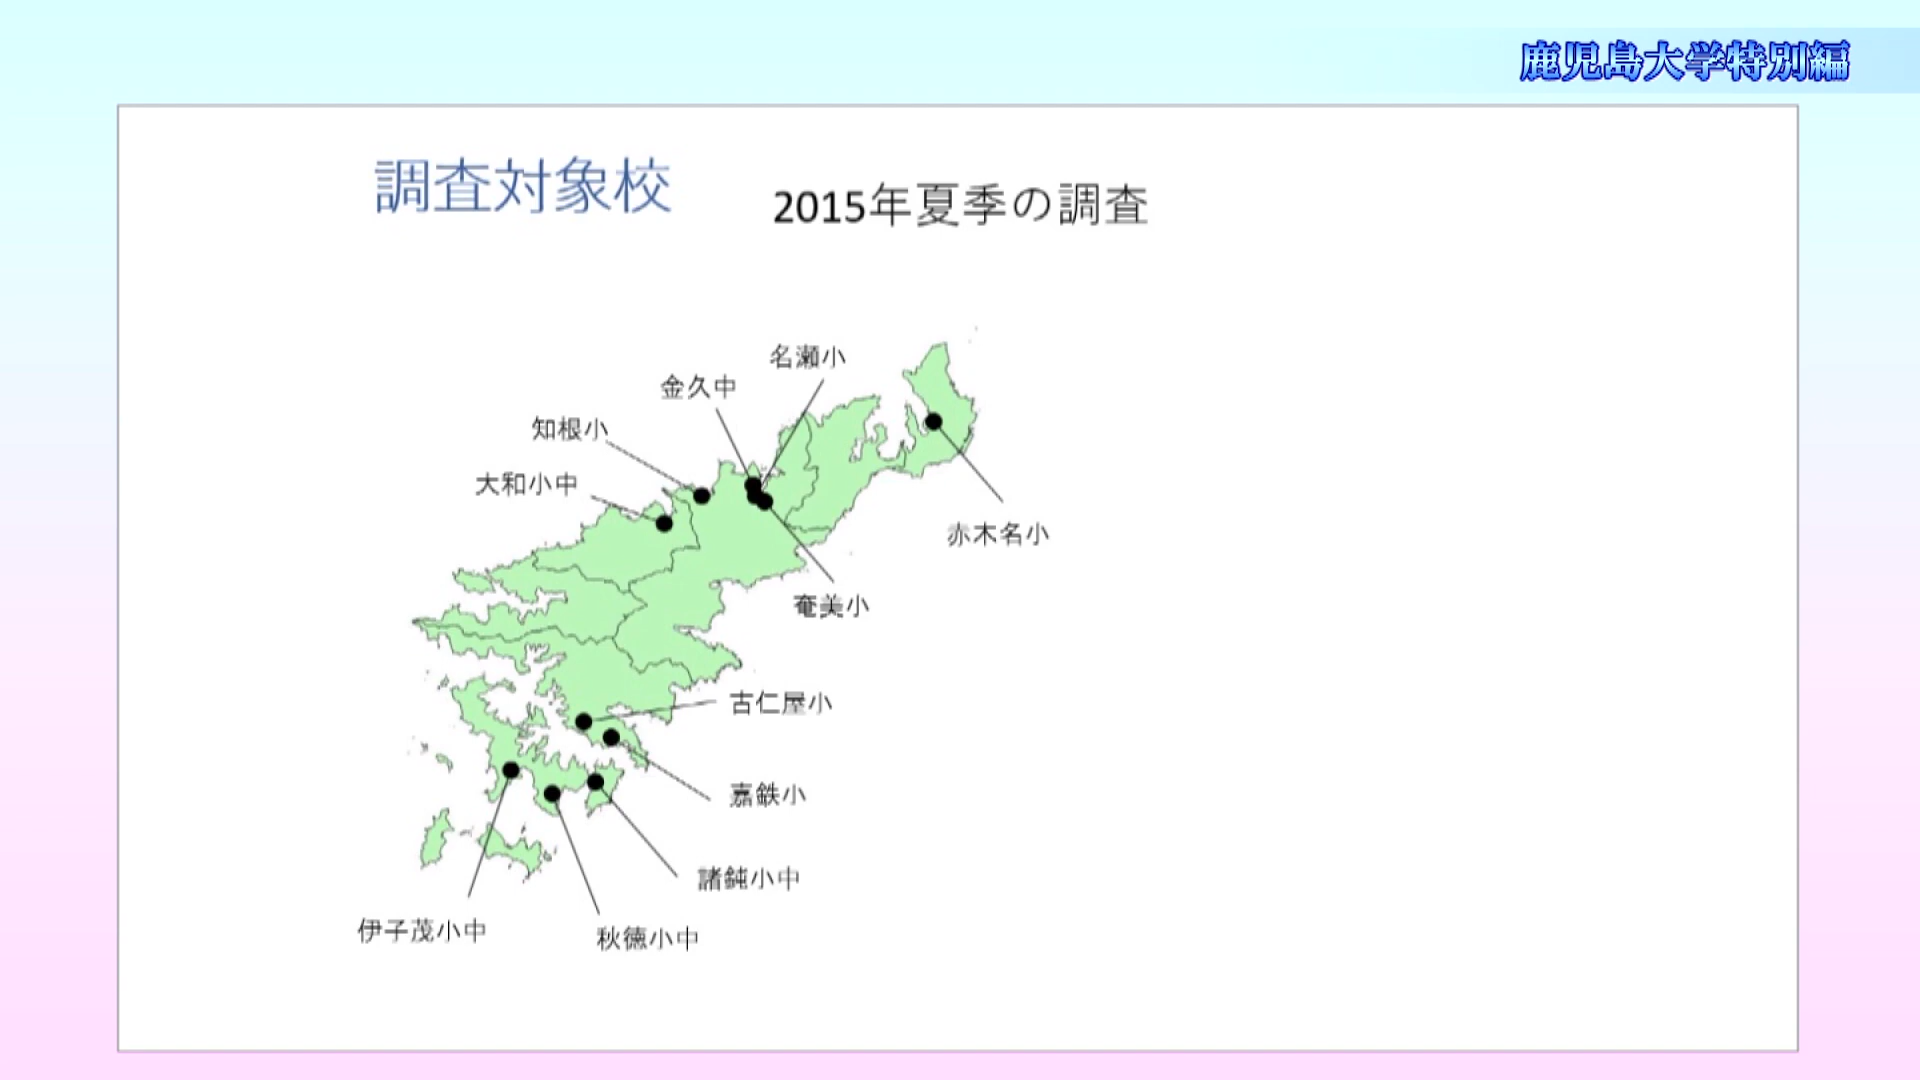 鹿児島大学特別編
調査対象校
2015年夏季の調査
名瀬小
金久中
知根小
大和小中
赤木名小
奄美小
古仁屋小
嘉鉄小
諸鈍小中
伊子茂小中
秋徳小中